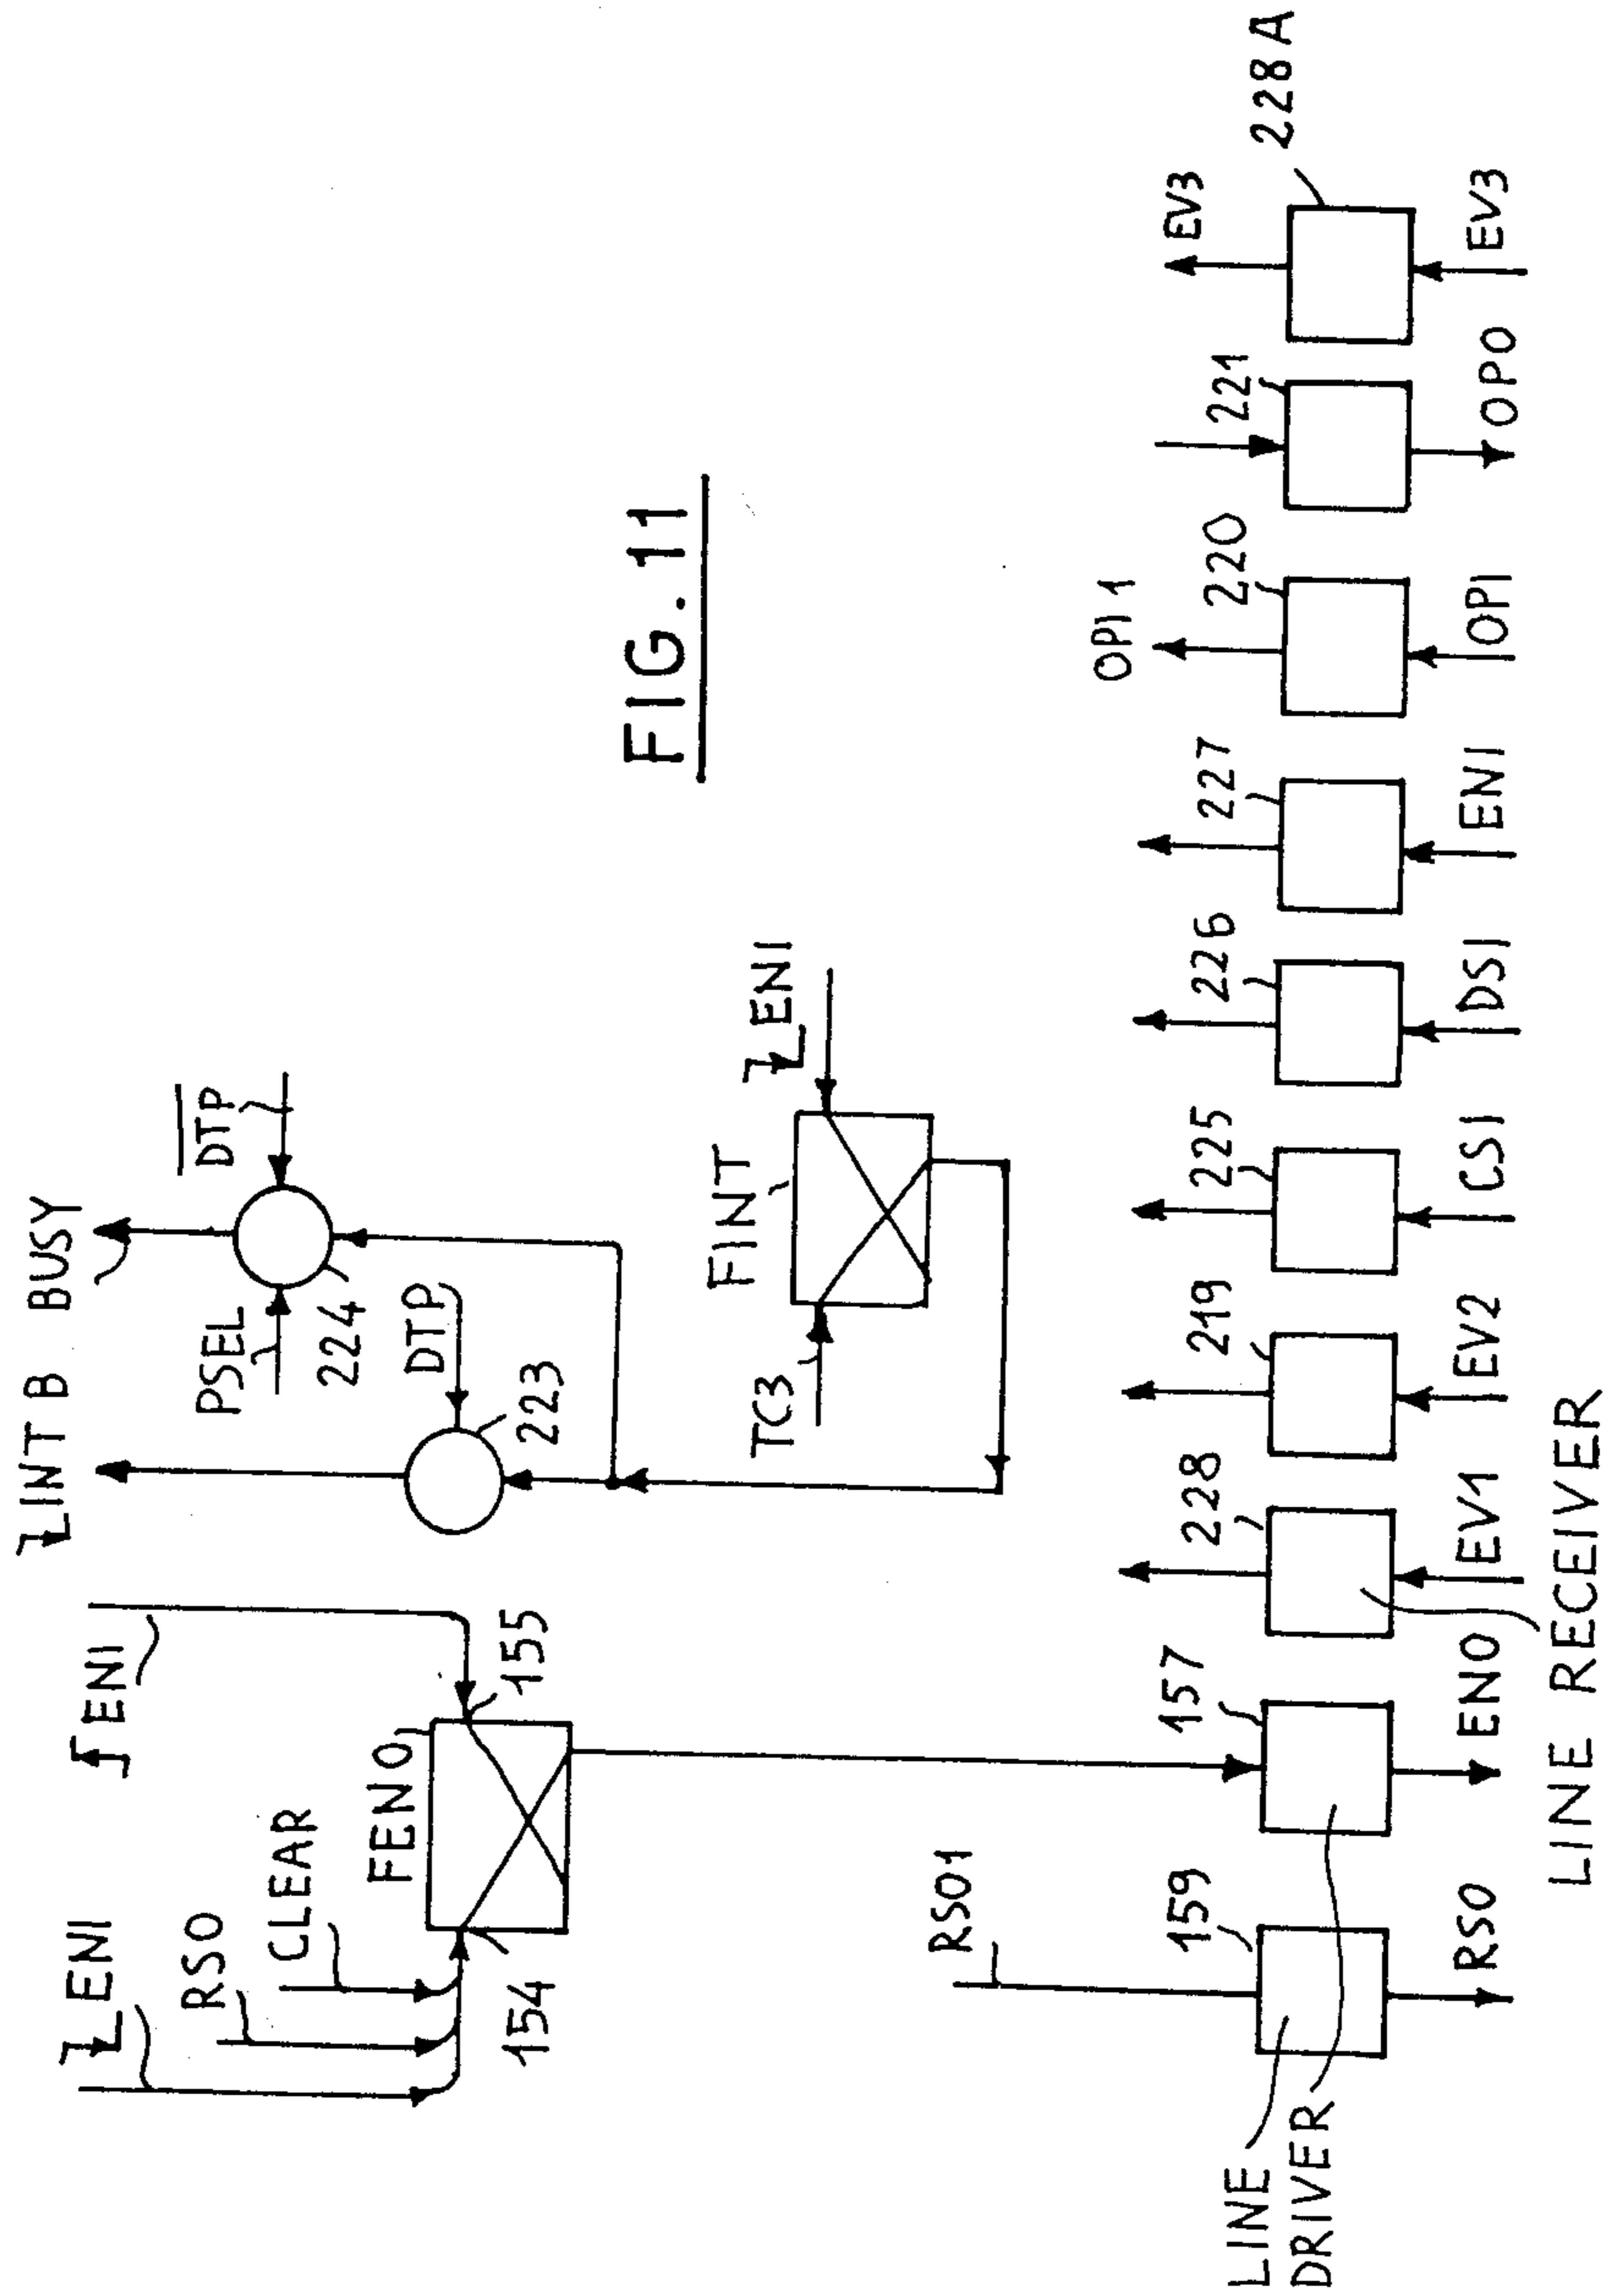 ENI
RSO
CLEAR
FENO
154
155
ENI
INTB
BUSY
PSEL
DTP
224
DTP
223
FINT
TC3
ENI
FIG. 11
RSO1
159
157
228
219
225
226
227
OPI 1
220
221
EV3
228A
RSO
ENO
EV1
EV2
CSI
DSI
ENI
OPI
OPO
EV3
LINE
DRIVER
LINE RECEIVER